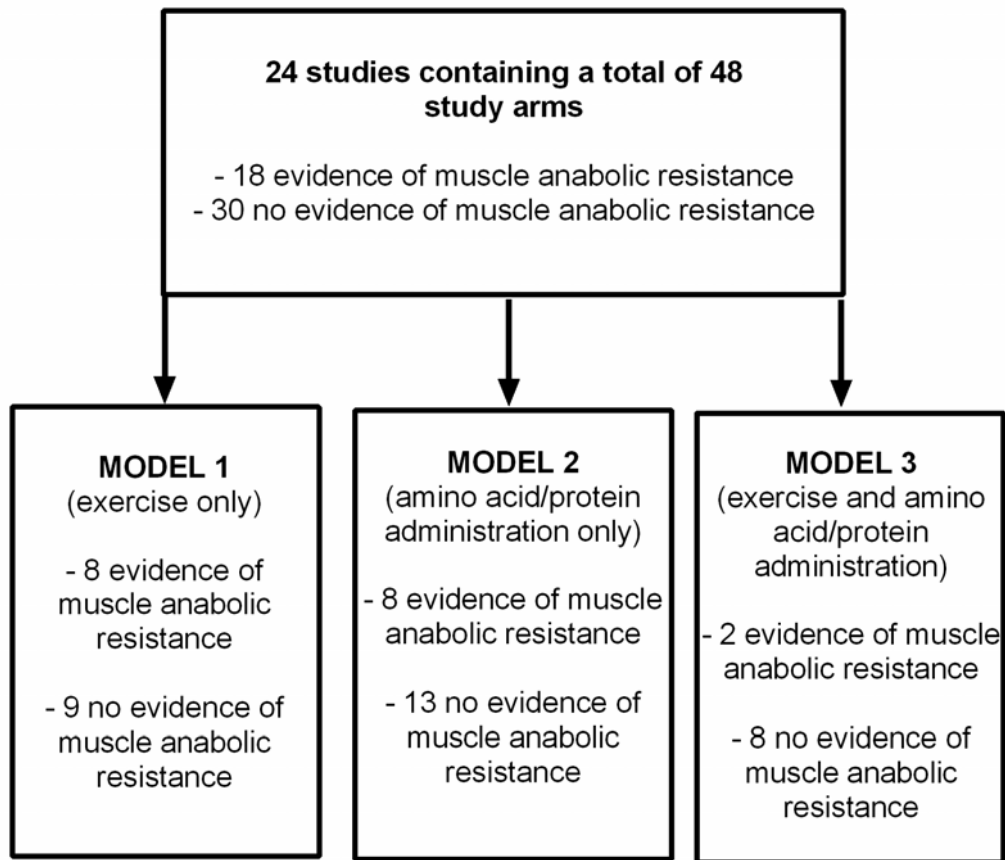 24 studies containing a total of 48
study arms
- 18 evidence of muscle anabolic resistance
- 30 no evidence of muscle anabolic resistance
MODEL 1
(exercise only)
- 8 evidence of
muscle anabolic
resistance
- 9 no evidence of
muscle anabolic
resistance
MODEL 2
(amino acid/protein
administration only)
- 8 evidence of muscle
anabolic resistance
- 13 no evidence of
muscle anabolic
resistance
MODEL 3
(exercise and amino
acid/protein
administration)
- 2 evidence of muscle
anabolic resistance
- 8 no evidence of
muscle anabolic
resistance